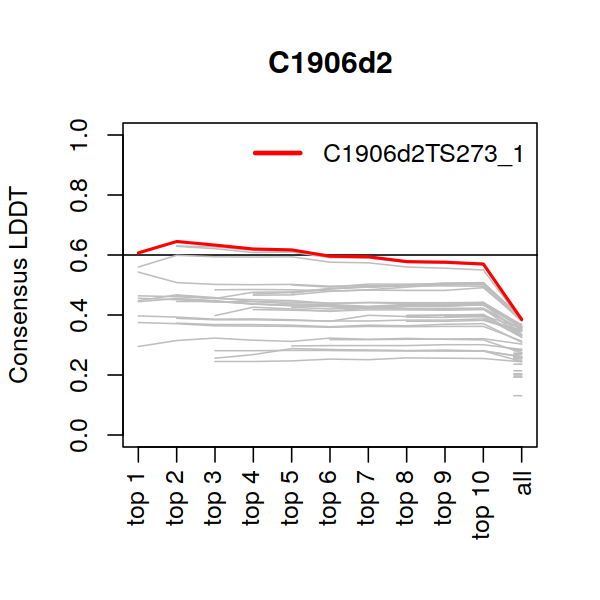 C1906d2
C1906d2TS273_1
Consensus LDDT
1.0
0.8
0.6
0.4
0.2
0.0
top 1
top 2
top 3
top 4
top 5
top 6
top 7
top 8
top 9
top 10
all